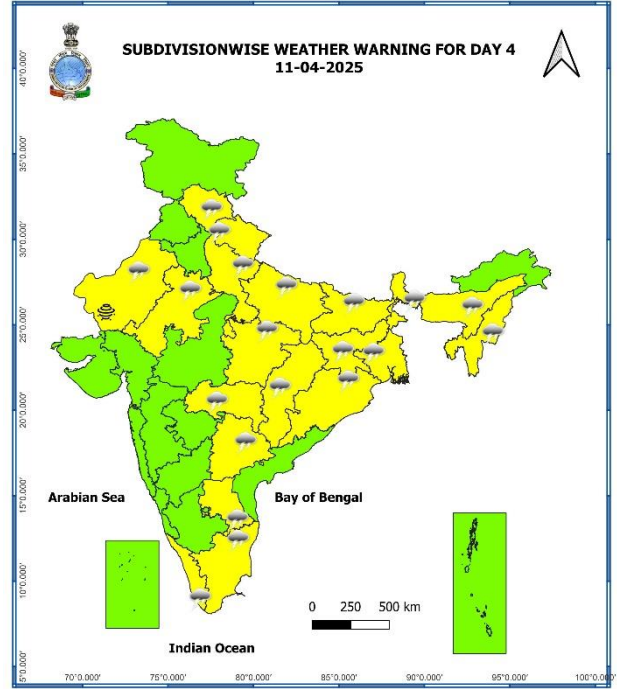 SUBDIVISIONWISE WEATHER WARNING FOR DAY 4
11-04-2025
40°0.000'
35°0.000'
30°0.000'
25°0.000'
20°0.000'
15°0.000'
10°0.000'
5°0.000'
Arabian Sea
Bay of Bengal
0 250 500 km
Indian Ocean
70°0.000' 75°0.000' 80°0.000' 85°0.000' 90°0.000' 95°0.000' 100°0.000'